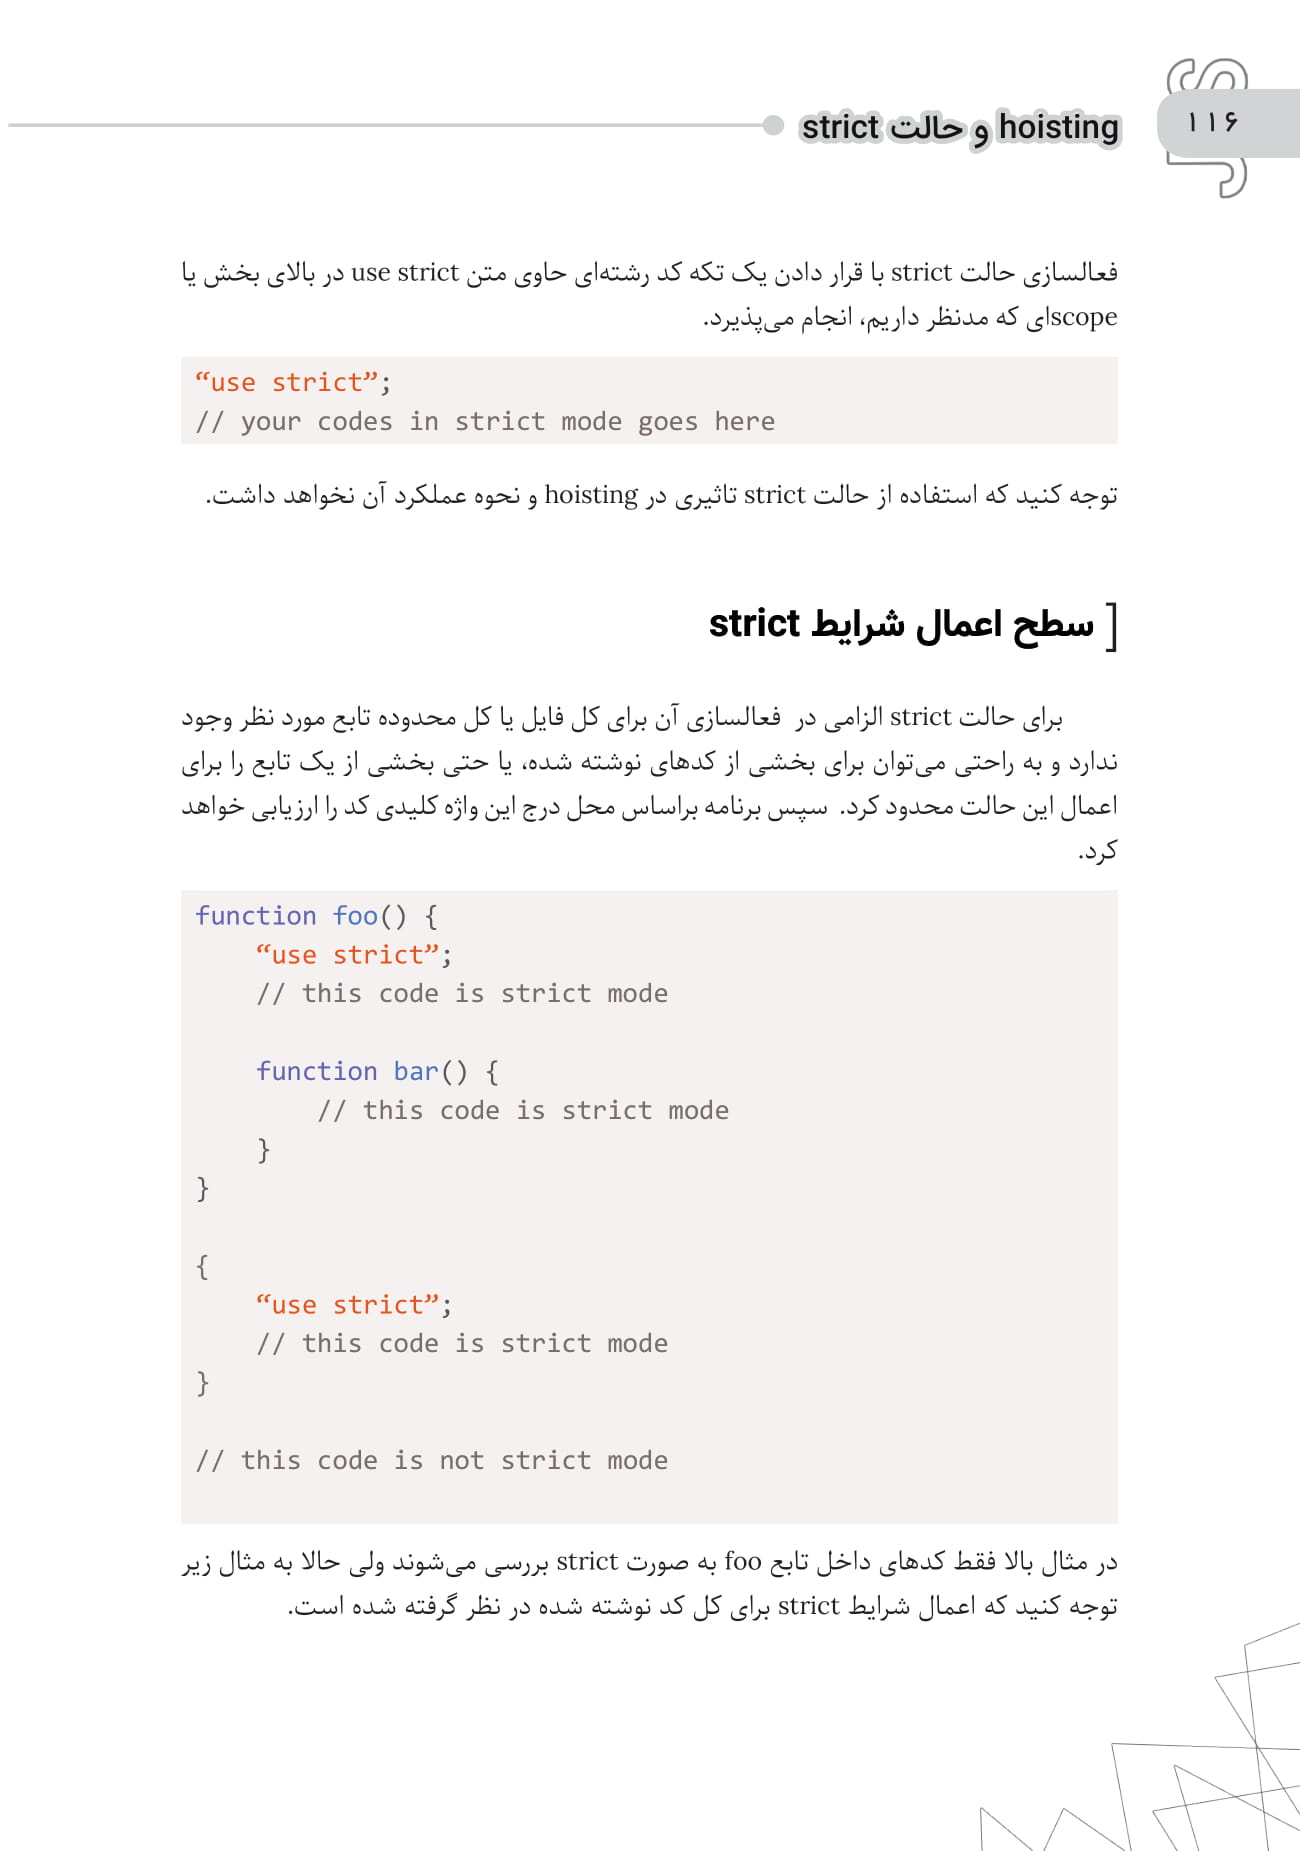 ۱۱۶
hoisting و حالت strict
فعالسازی حالت strict با قرار دادن یک تکه کد رشته‌ای حاوی متن use strict در بالای بخش یا
scopeای که مدنظر داریم، انجام می‌پذیرد.
“use strict”;
// your codes in strict mode goes here
توجه کنید که استفاده از حالت strict تاثیری در hoisting و نحوه عملکرد آن نخواهد داشت.
سطح اعمال شرایط strict
برای حالت strict الزامی در فعالسازی آن برای کل فایل یا کل محدوده تابع مورد نظر وجود
ندارد و به راحتی می‌توان برای بخشی از کدهای نوشته شده، یا حتی بخشی از یک تابع را برای
اعمال این حالت محدود کرد. سپس برنامه براساس محل درج این واژه کلیدی کد را ارزیابی خواهد
کرد.
function foo() {
“use strict”;
// this code is strict mode
function bar() {
// this code is strict mode
}
}
{
“use strict”;
// this code is strict mode
}
// this code is not strict mode
در مثال بالا فقط کدهای داخل تابع foo به صورت strict بررسی می‌شوند ولی حالا به مثال زیر
توجه کنید که اعمال شرایط strict برای کل کد نوشته شده در نظر گرفته شده است.